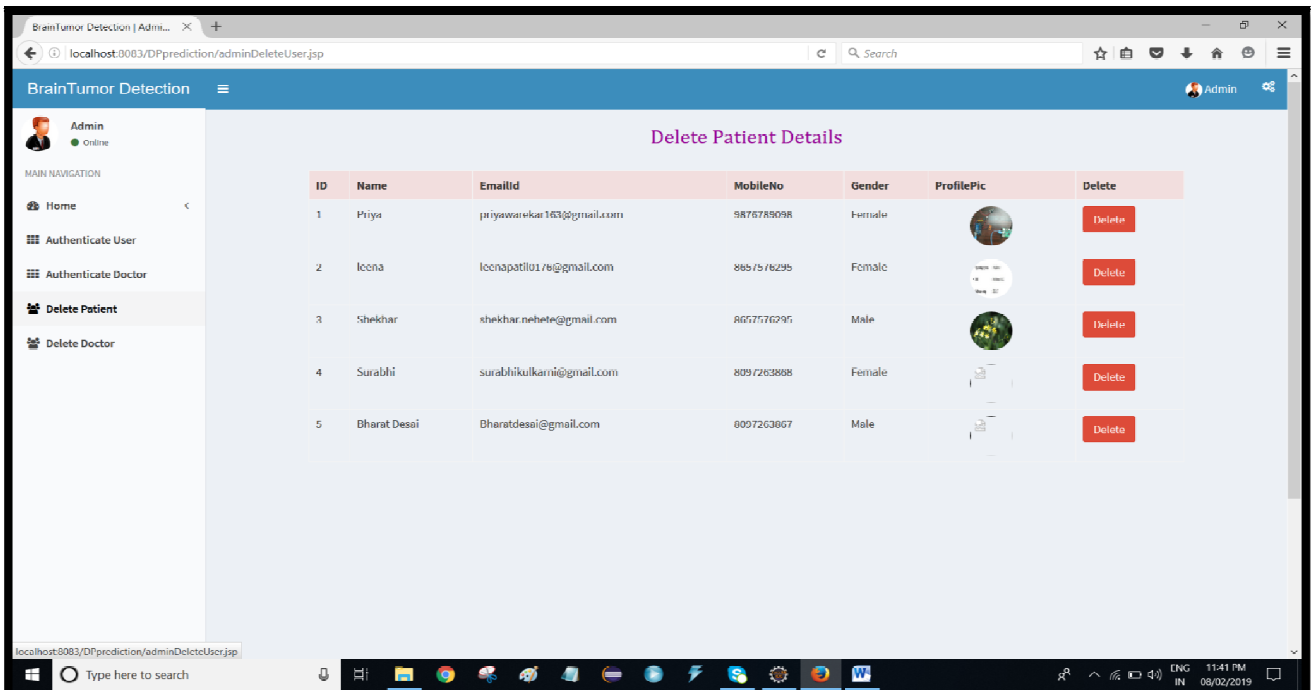 BrainTumor Detection | Admi...
localhost:8083/DPprediction/adminDeleteUser.jsp
Search
BrainTumor Detection
Admin
Admin
Online
Delete Patient Details
MAIN NAVIGATION
Home
Authenticate User
Authenticate Doctor
Delete Patient
Delete Doctor
ID Name EmailId MobileNo Gender ProfilePic Delete
1 Priya priyawarekar163@gmail.com 9876789098 Female Delete
2 leena leenapatil0176@gmail.com 8657576295 Female Delete
3 Shekhar shekhar.nehete@gmail.com 8657576295 Male Delete
4 Surabhi surabhikulkarni@gmail.com 8097263868 Female Delete
5 Bharat Desai Bharatdesai@gmail.com 8097263867 Male Delete
localhost:8083/DPprediction/adminDeleteUser.jsp
Type here to search
ENG 11:41 PM
IN 08/02/2019